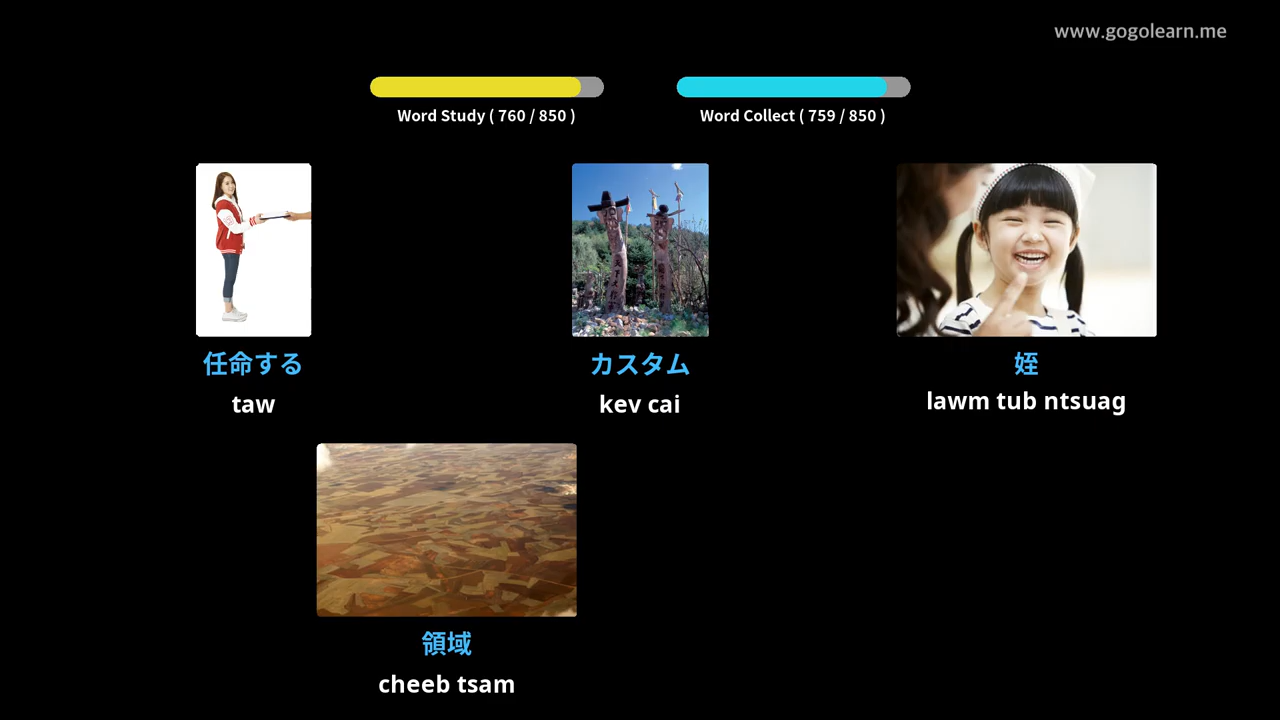 www.gogolearn.me
Word Study ( 760 / 850 )
Word Collect ( 759 / 850 )
任命する
taw
カスタム
kev cai
姪
lawm tub ntsuag
領域
cheeb tsam